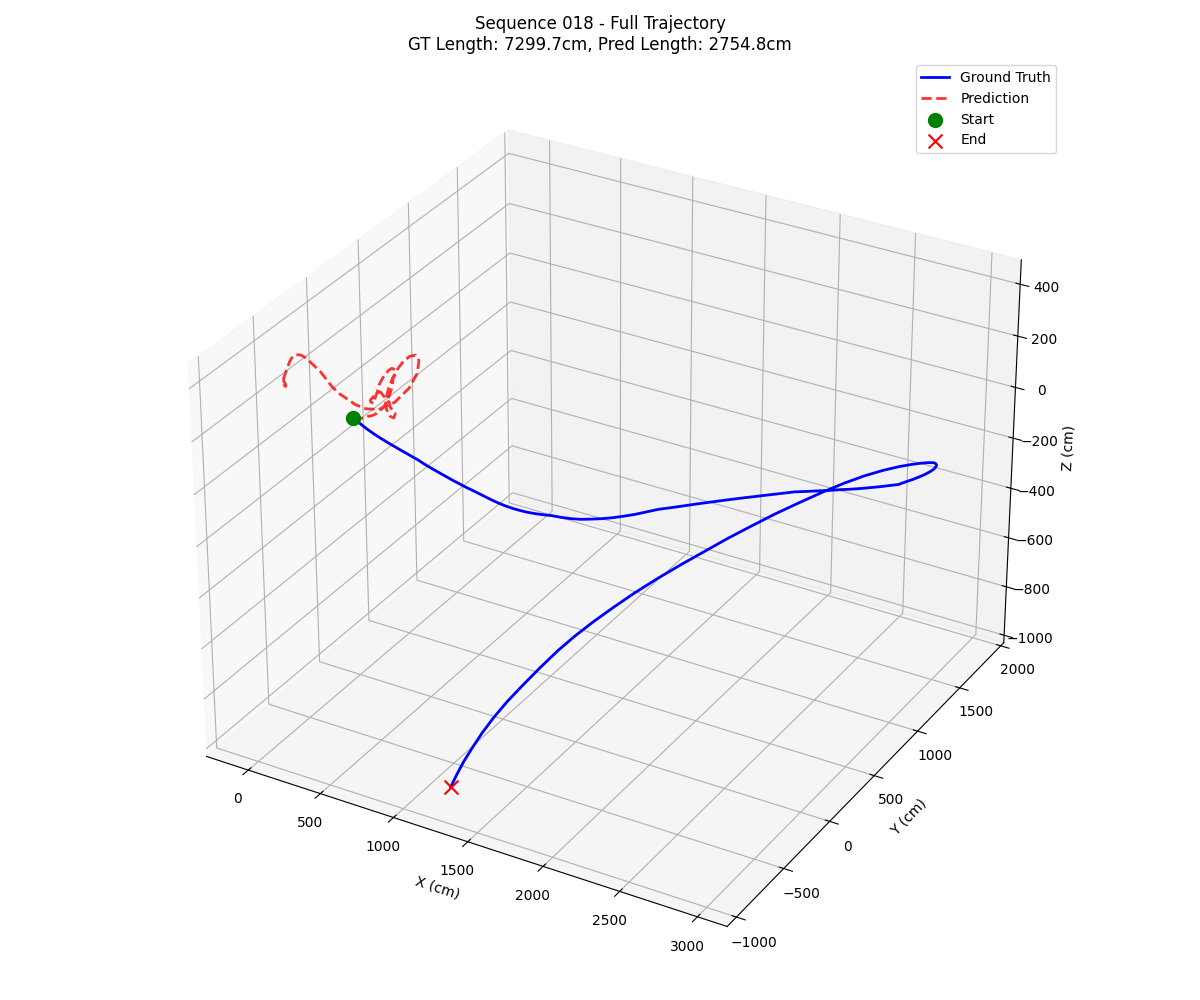 Sequence 018 - Full Trajectory
GT Length: 7299.7cm, Pred Length: 2754.8cm
Ground Truth
Prediction
Start
End
400
200
0
−200
−400
−600
−800
−1000
Z (cm)
2000
1500
1000
500
0
−500
−1000
Y (cm)
0
500
1000
1500
2000
2500
3000
X (cm)